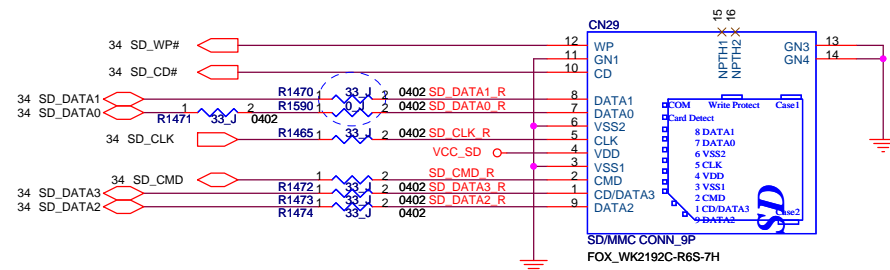 CN29
15
16
34 SD_WP#
12
WP
NPTH1
NPTH2
GN3
13
11
GN1
GN4
14
34 SD_CD#
10
CD
34 SD_DATA1
R1470
1
33_J
2
0402
SD_DATA1_R
8
DATA1
34 SD_DATA0
R1471
1
33_J
2
0402
R1590
1
0_J
2
0402
SD_DATA0_R
7
DATA0
6
VSS2
34 SD_CLK
R1465
1
33_J
2
0402
SD_CLK_R
5
CLK
VCC_SD
4
VDD
3
VSS1
34 SD_CMD
R1472
1
33_J
2
0402
SD_CMD_R
2
CMD
34 SD_DATA3
R1473
1
33_J
2
0402
SD_DATA3_R
1
CD/DATA3
34 SD_DATA2
R1474
1
33_J
2
0402
SD_DATA2_R
9
DATA2
COM
Write Protect
Case1
Card Detect
8 DATA1
7 DATA0
6 VSS2
5 CLK
4 VDD
3 VSS1
2 CMD
1 CD/DATA3
9 DATA2
Case2
SD
SD/MMC CONN_9P
FOX_WK2192C-R6S-7H